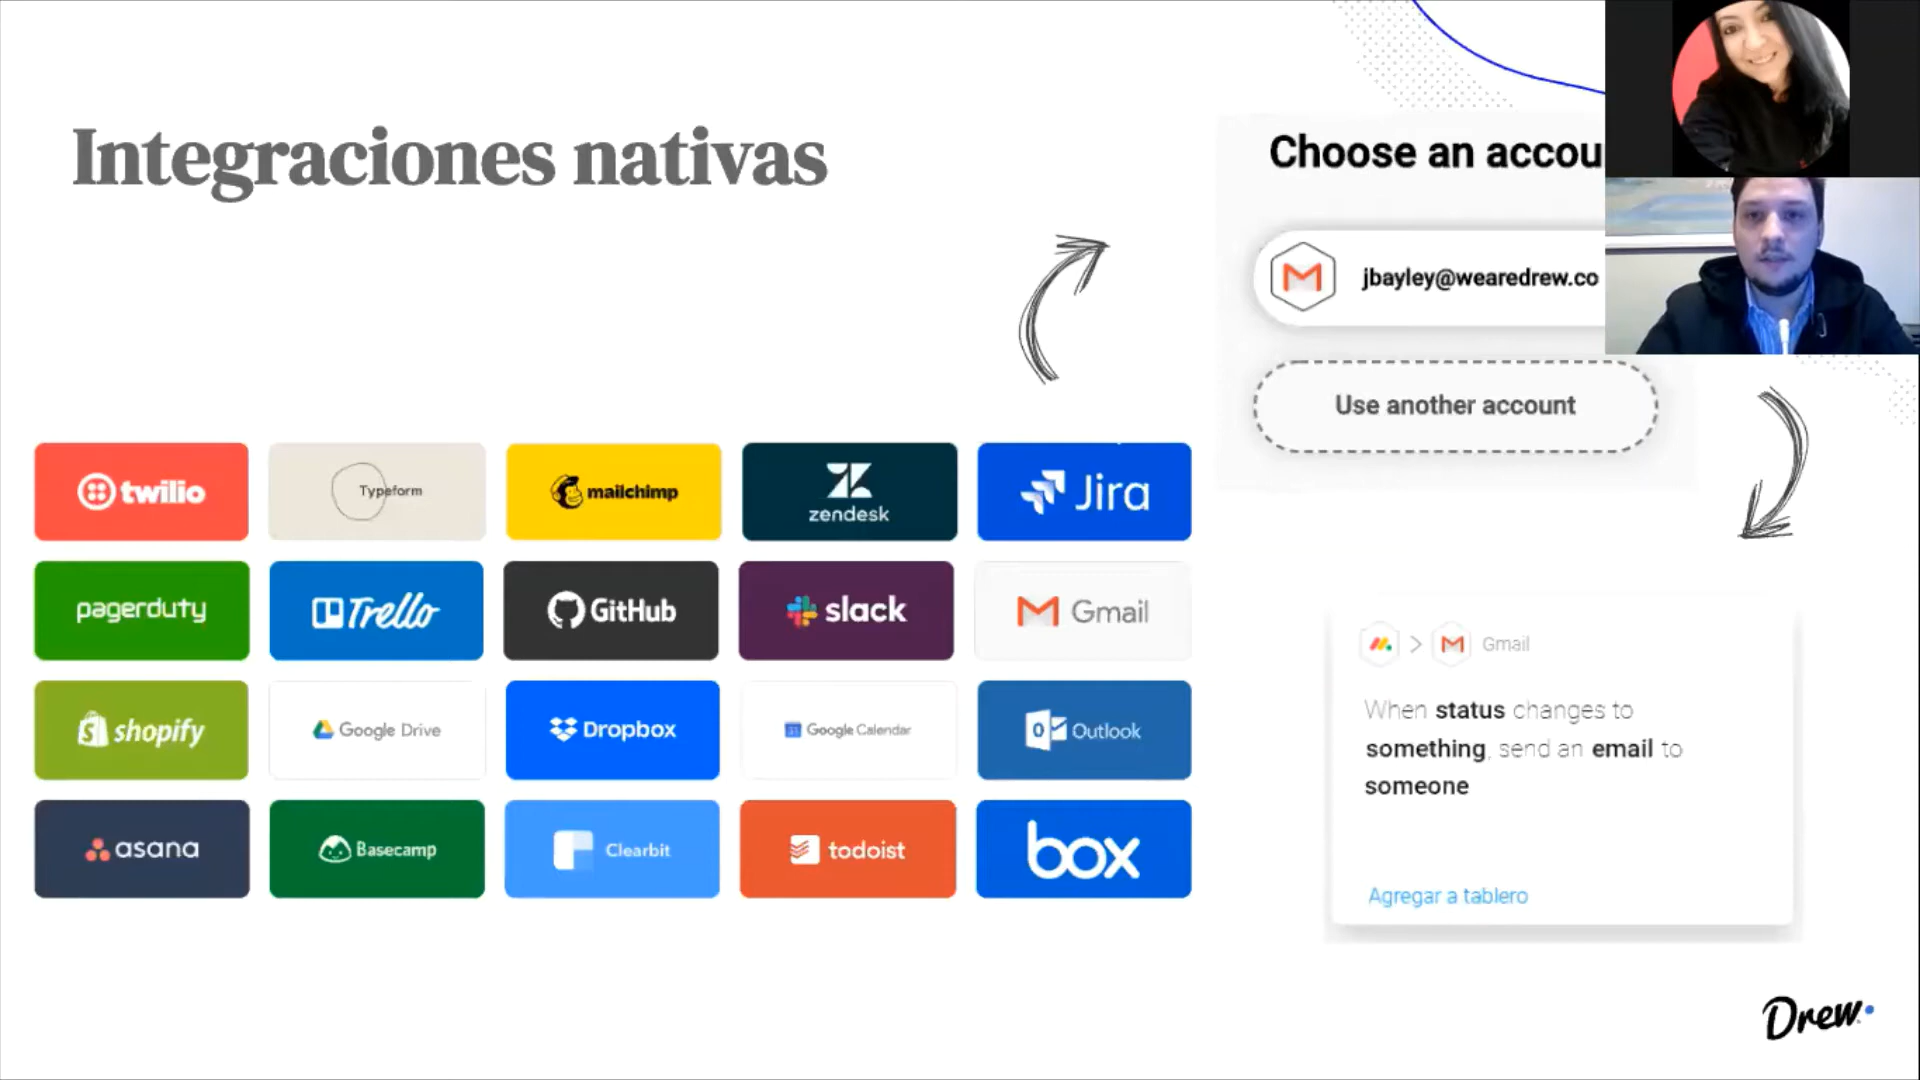 Integraciones nativas
Choose an accou
jbayley@wearedrew.co
Use another account
twilio
Typeform
mailchimp
zendesk
Jira
pagerduty
Trello
GitHub
slack
Gmail
shopify
Google Drive
Dropbox
Google Calendar
Outlook
asana
Basecamp
Clearbit
todoist
box
> Gmail
When status changes to
something, send an email to
someone
Agregar a tablero
Drew